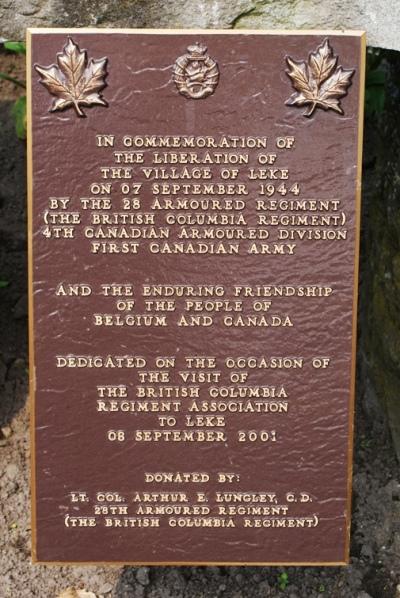 IN COMMEMORATION OF
THE LIBERATION OF
THE VILLAGE OF LEKE
ON 07 SEPTEMBER 1944
BY THE 28 ARMOURED REGIMENT
(THE BRITISH COLUMBIA REGIMENT)
4TH CANADIAN ARMOURED DIVISION
FIRST CANADIAN ARMY
AND THE ENDURING FRIENDSHIP
OF THE PEOPLE OF
BELGIUM AND CANADA
DEDICATED ON THE OCCASION OF
THE VISIT OF
THE BRITISH COLUMBIA
REGIMENT ASSOCIATION
TO LEKE
08 SEPTEMBER 2001
DONATED BY:
LT. COL. ARTHUR E. LUNGLEY, C.D.
28TH ARMOURED REGIMENT
(THE BRITISH COLUMBIA REGIMENT)